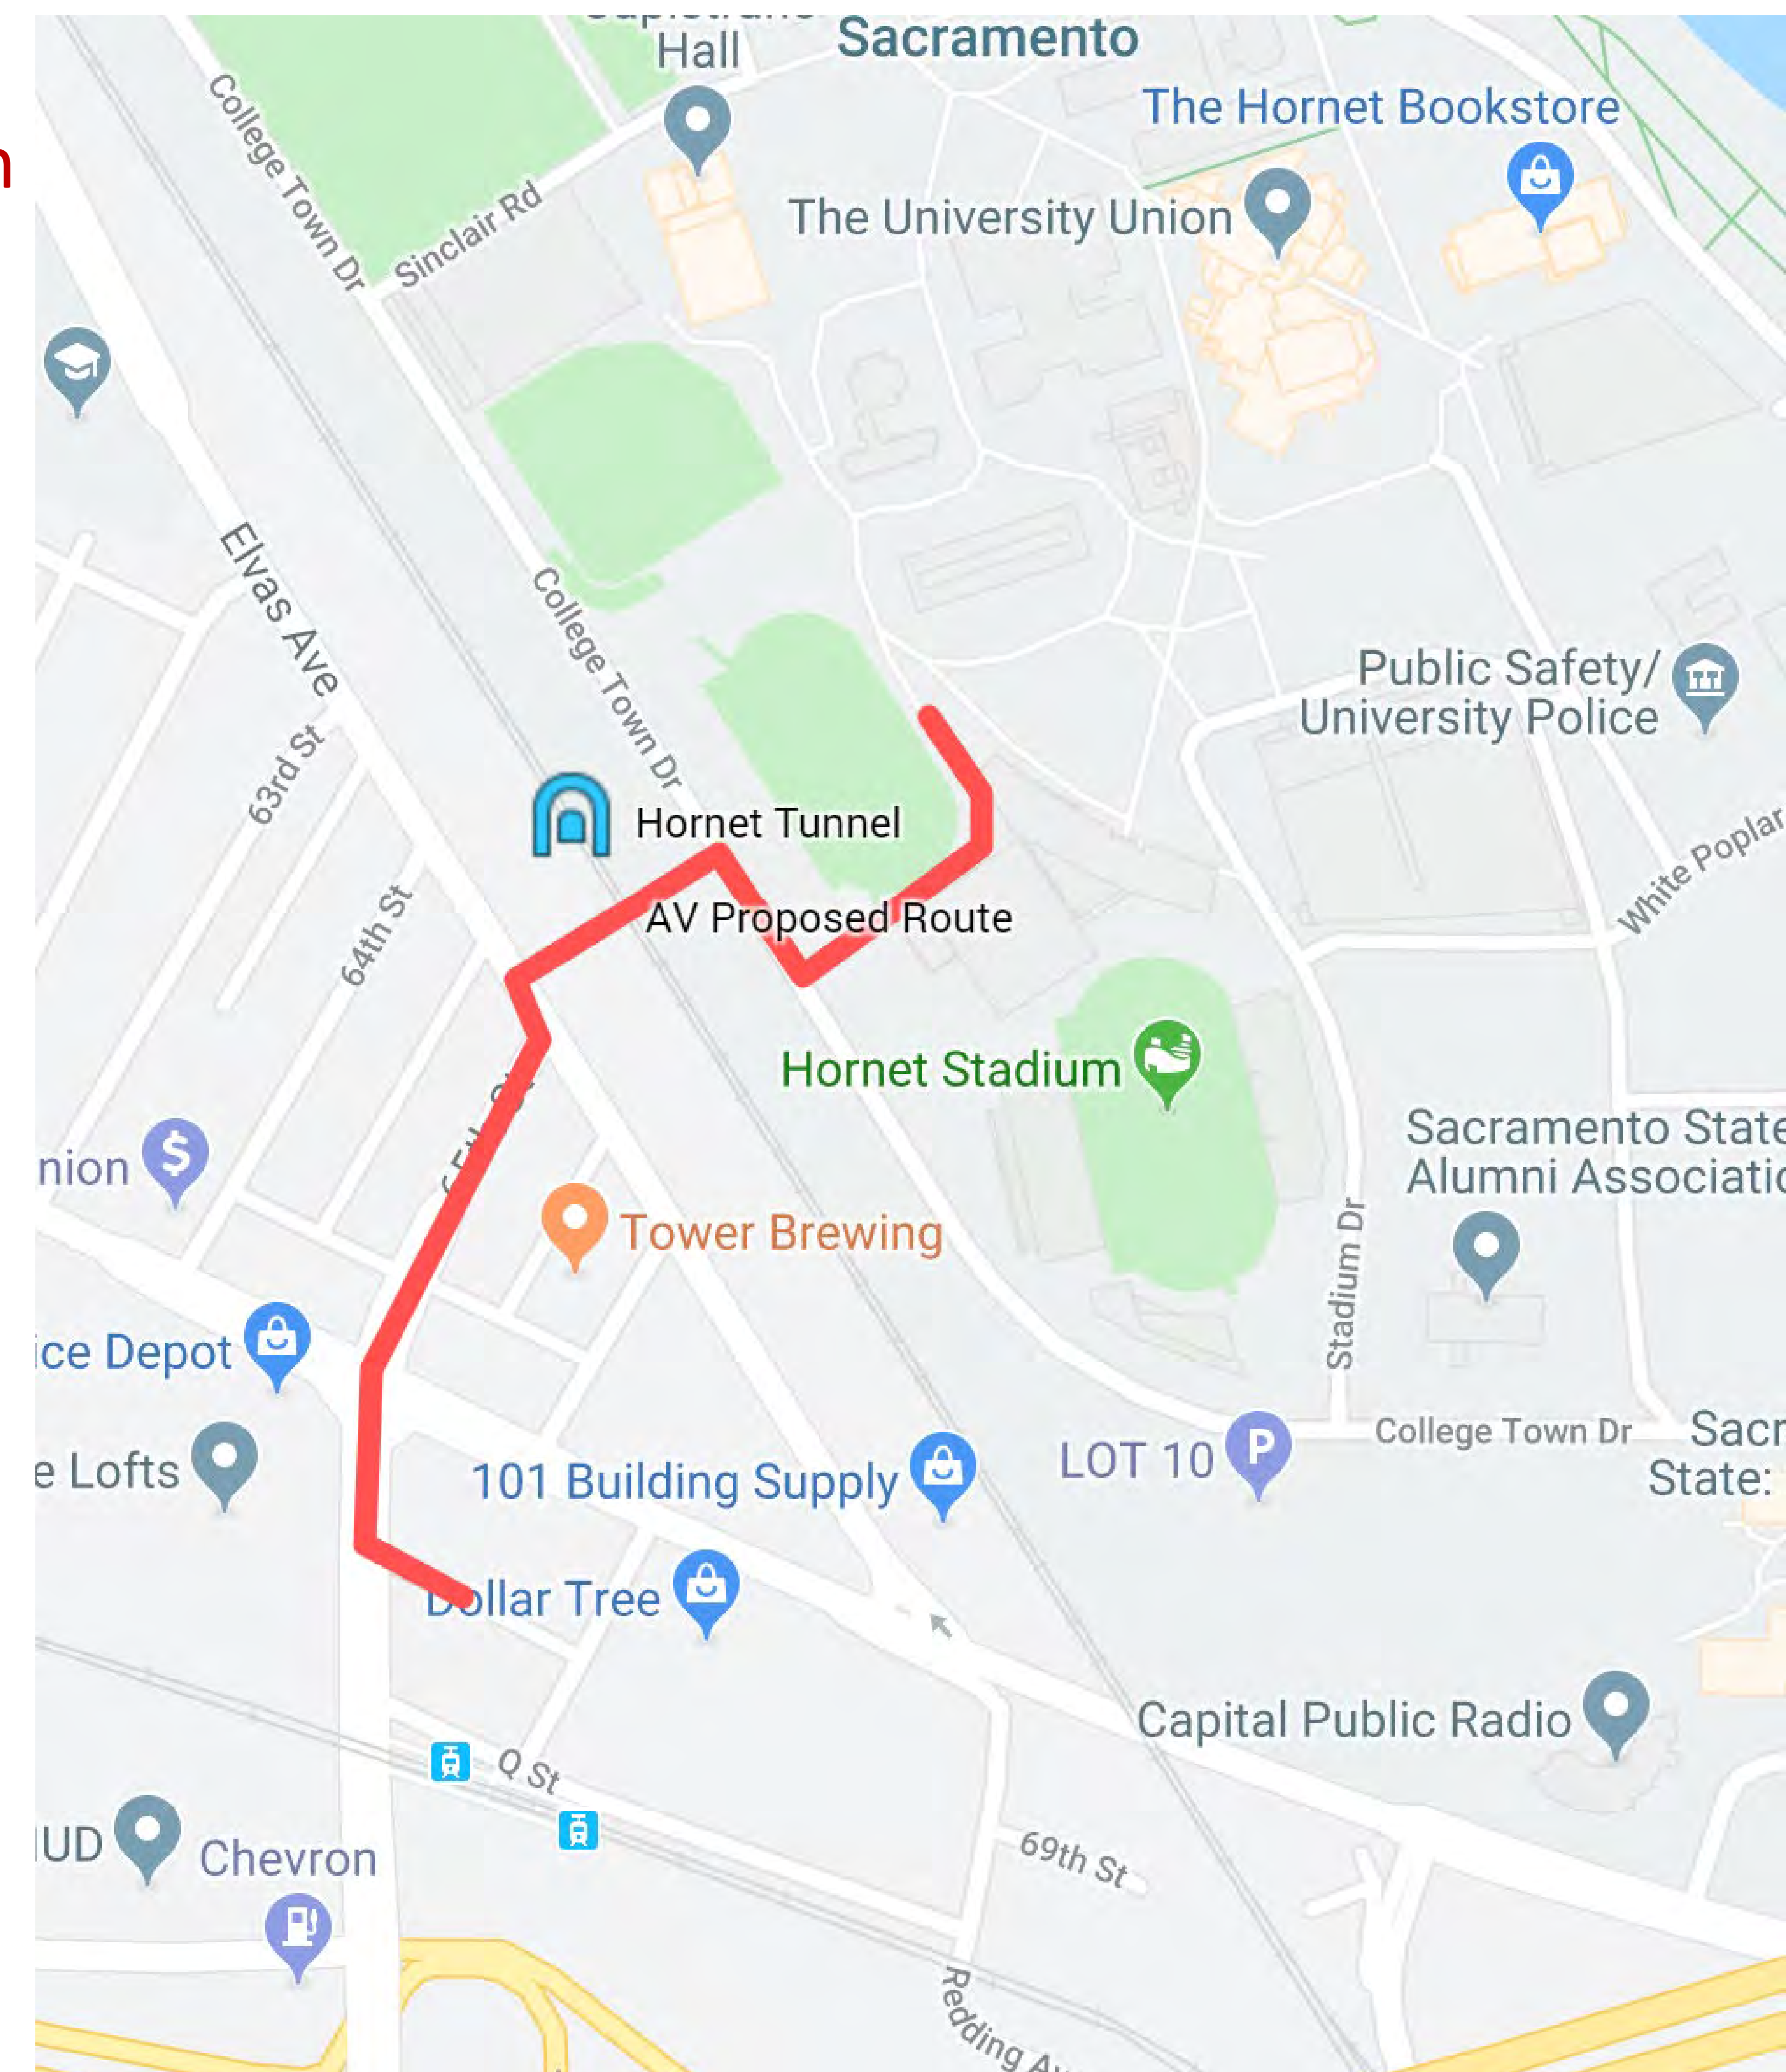 Hall
Sacramento
The Hornet Bookstore
College Town Dr
Sinclair Rd
The University Union
Elvas Ave
College Town Dr
Public Safety/
University Police
63rd St
Hornet Tunnel
White Poplar
64th St
AV Proposed Route
Hornet Stadium
Sacramento State
Alumni Associatio
nion
$
Tower Brewing
Stadium Dr
ice Depot
College Town Dr
Sacr
State:
LOT 10
P
e Lofts
101 Building Supply
Dollar Tree
Capital Public Radio
Q St
69th St
UD
Chevron
Redding Av